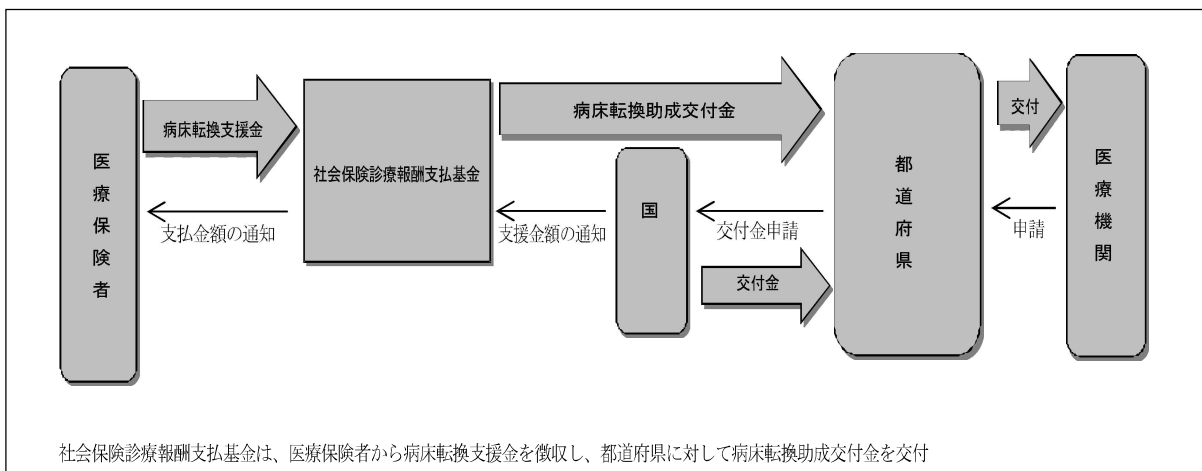 医療保険者
病床転換支援金
支払金額の通知
社会保険診療報酬支払基金
病床転換助成交付金
支援金額の通知
国
交付金申請
交付金
都道府県
交付
申請
医療機関
社会保険診療報酬支払基金は、医療保険者から病床転換支援金を徴収し、都道府県に対して病床転換助成交付金を交付